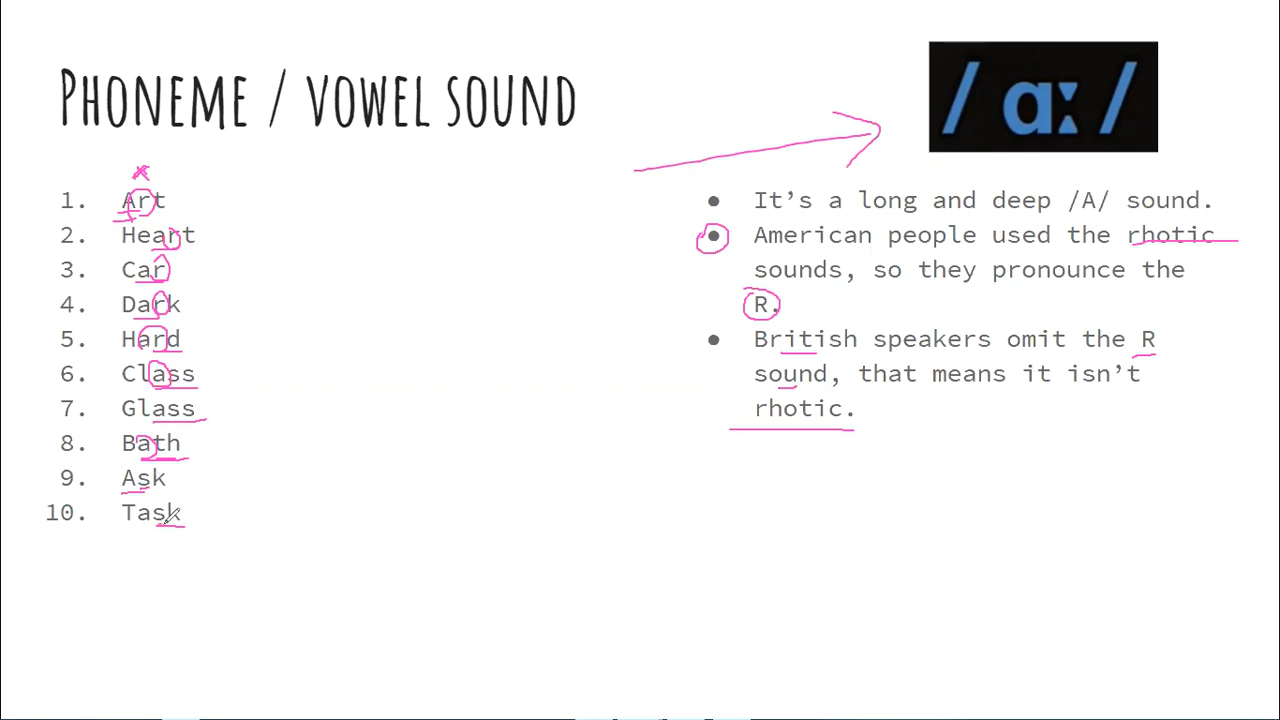 PHONEME / VOWEL SOUND
/ ɑː /
1. Art
2. Heart
3. Car
4. Dark
5. Hard
6. Class
7. Glass
8. Bath
9. Ask
10. Task
● It’s a long and deep /A/ sound.
● American people used the rhotic
sounds, so they pronounce the
R.
● British speakers omit the R
sound, that means it isn’t
rhotic.